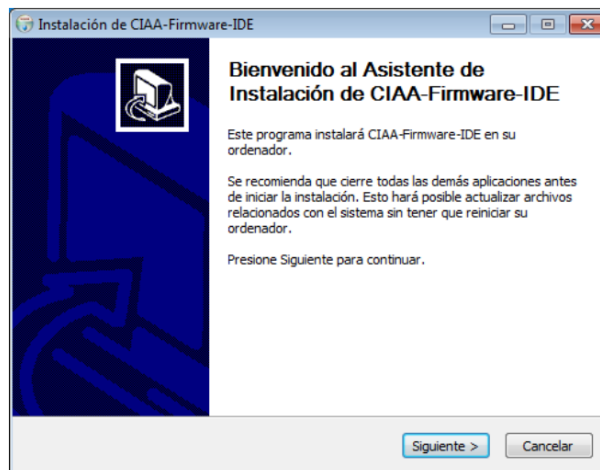 Instalación de CIAA-Firmware-IDE
Bienvenido al Asistente de
Instalación de CIAA-Firmware-IDE
Este programa instalará CIAA-Firmware-IDE en su
ordenador.
Se recomienda que cierre todas las demás aplicaciones antes
de iniciar la instalación. Esto hará posible actualizar archivos
relacionados con el sistema sin tener que reiniciar su
ordenador.
Presione Siguiente para continuar.
Siguiente >
Cancelar